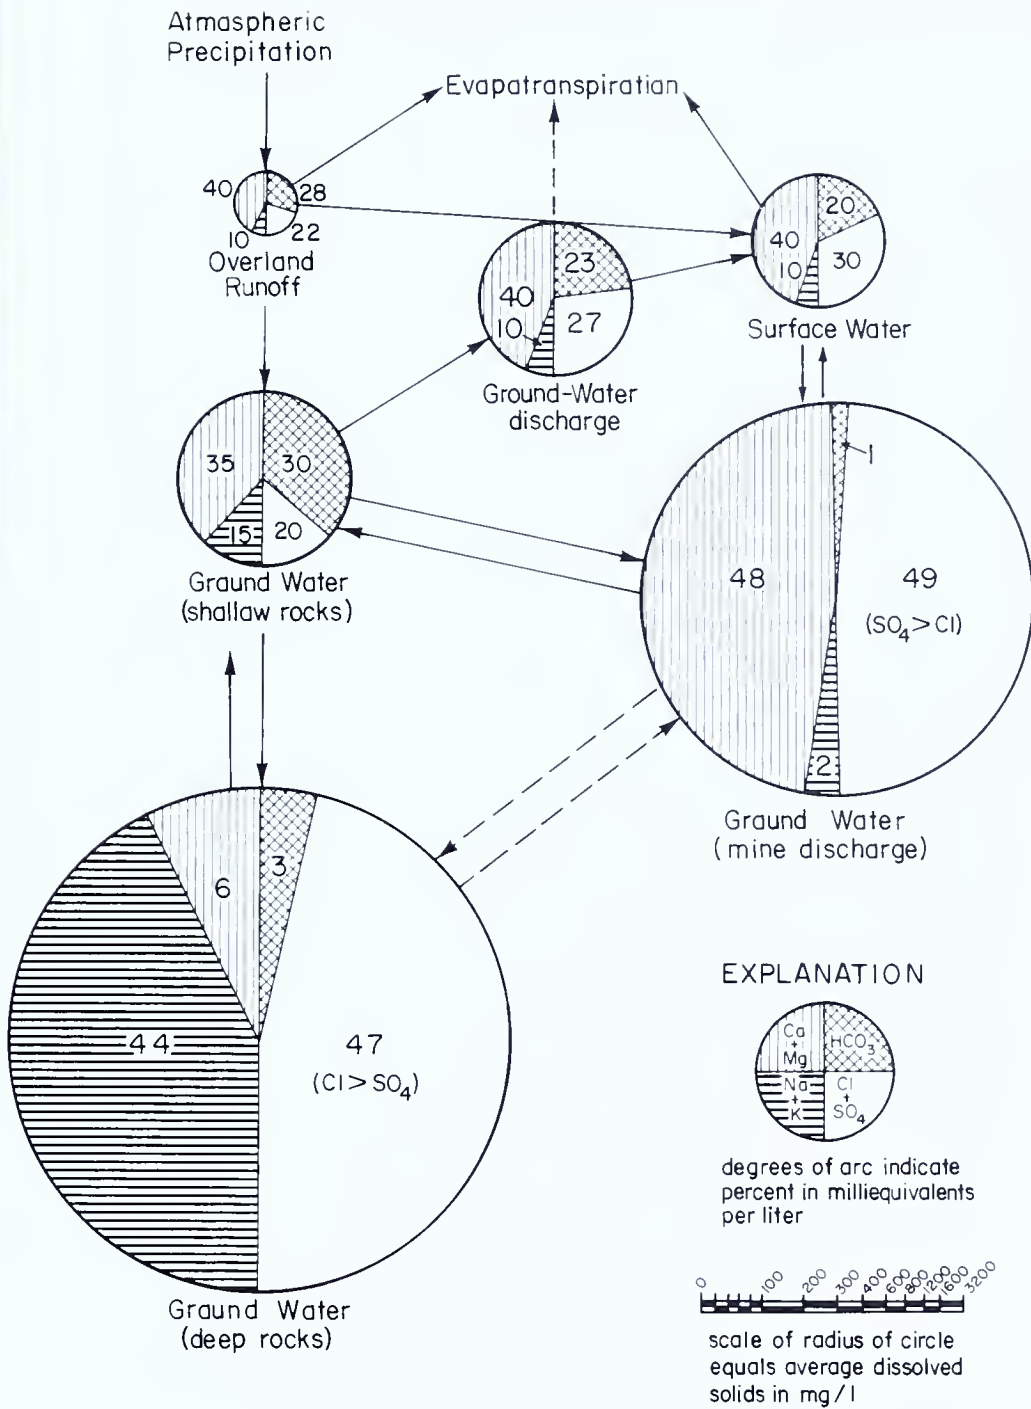 Atmaspheric
Precipitation
Evapatranspiration
40
28
10
22
Overland
Runoff
23
40
10
27
Ground-Water
discharge
20
40
10
30
Surface Water
35
30
15
20
Ground Water
(shallaw rocks)
1
48
49
(SO₄>Cl)
2
Graund Water
(mine discharge)
6
3
44
47
(Cl>SO₄)
Graund Water
(deep rocks)
EXPLANATION
Ca
+
Mg
HCO₃
Na
+
K
Cl
+
SO₄
degrees of arc indicate
percent in milliequivalents
per liter
0 100 200 300 400 600 800 1200 1600 3200
scale of radius of circle
equals average dissolved
solids in mg/l